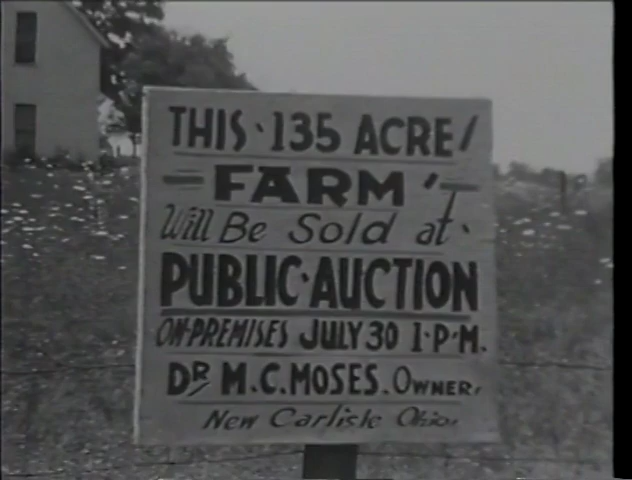 THIS · 135 ACRE
FARM
Will Be Sold at
PUBLIC · AUCTION
ON-PREMISES JULY 30 1·P·M.
DR M.C. MOSES. OWNER,
New Carlisle Ohio.